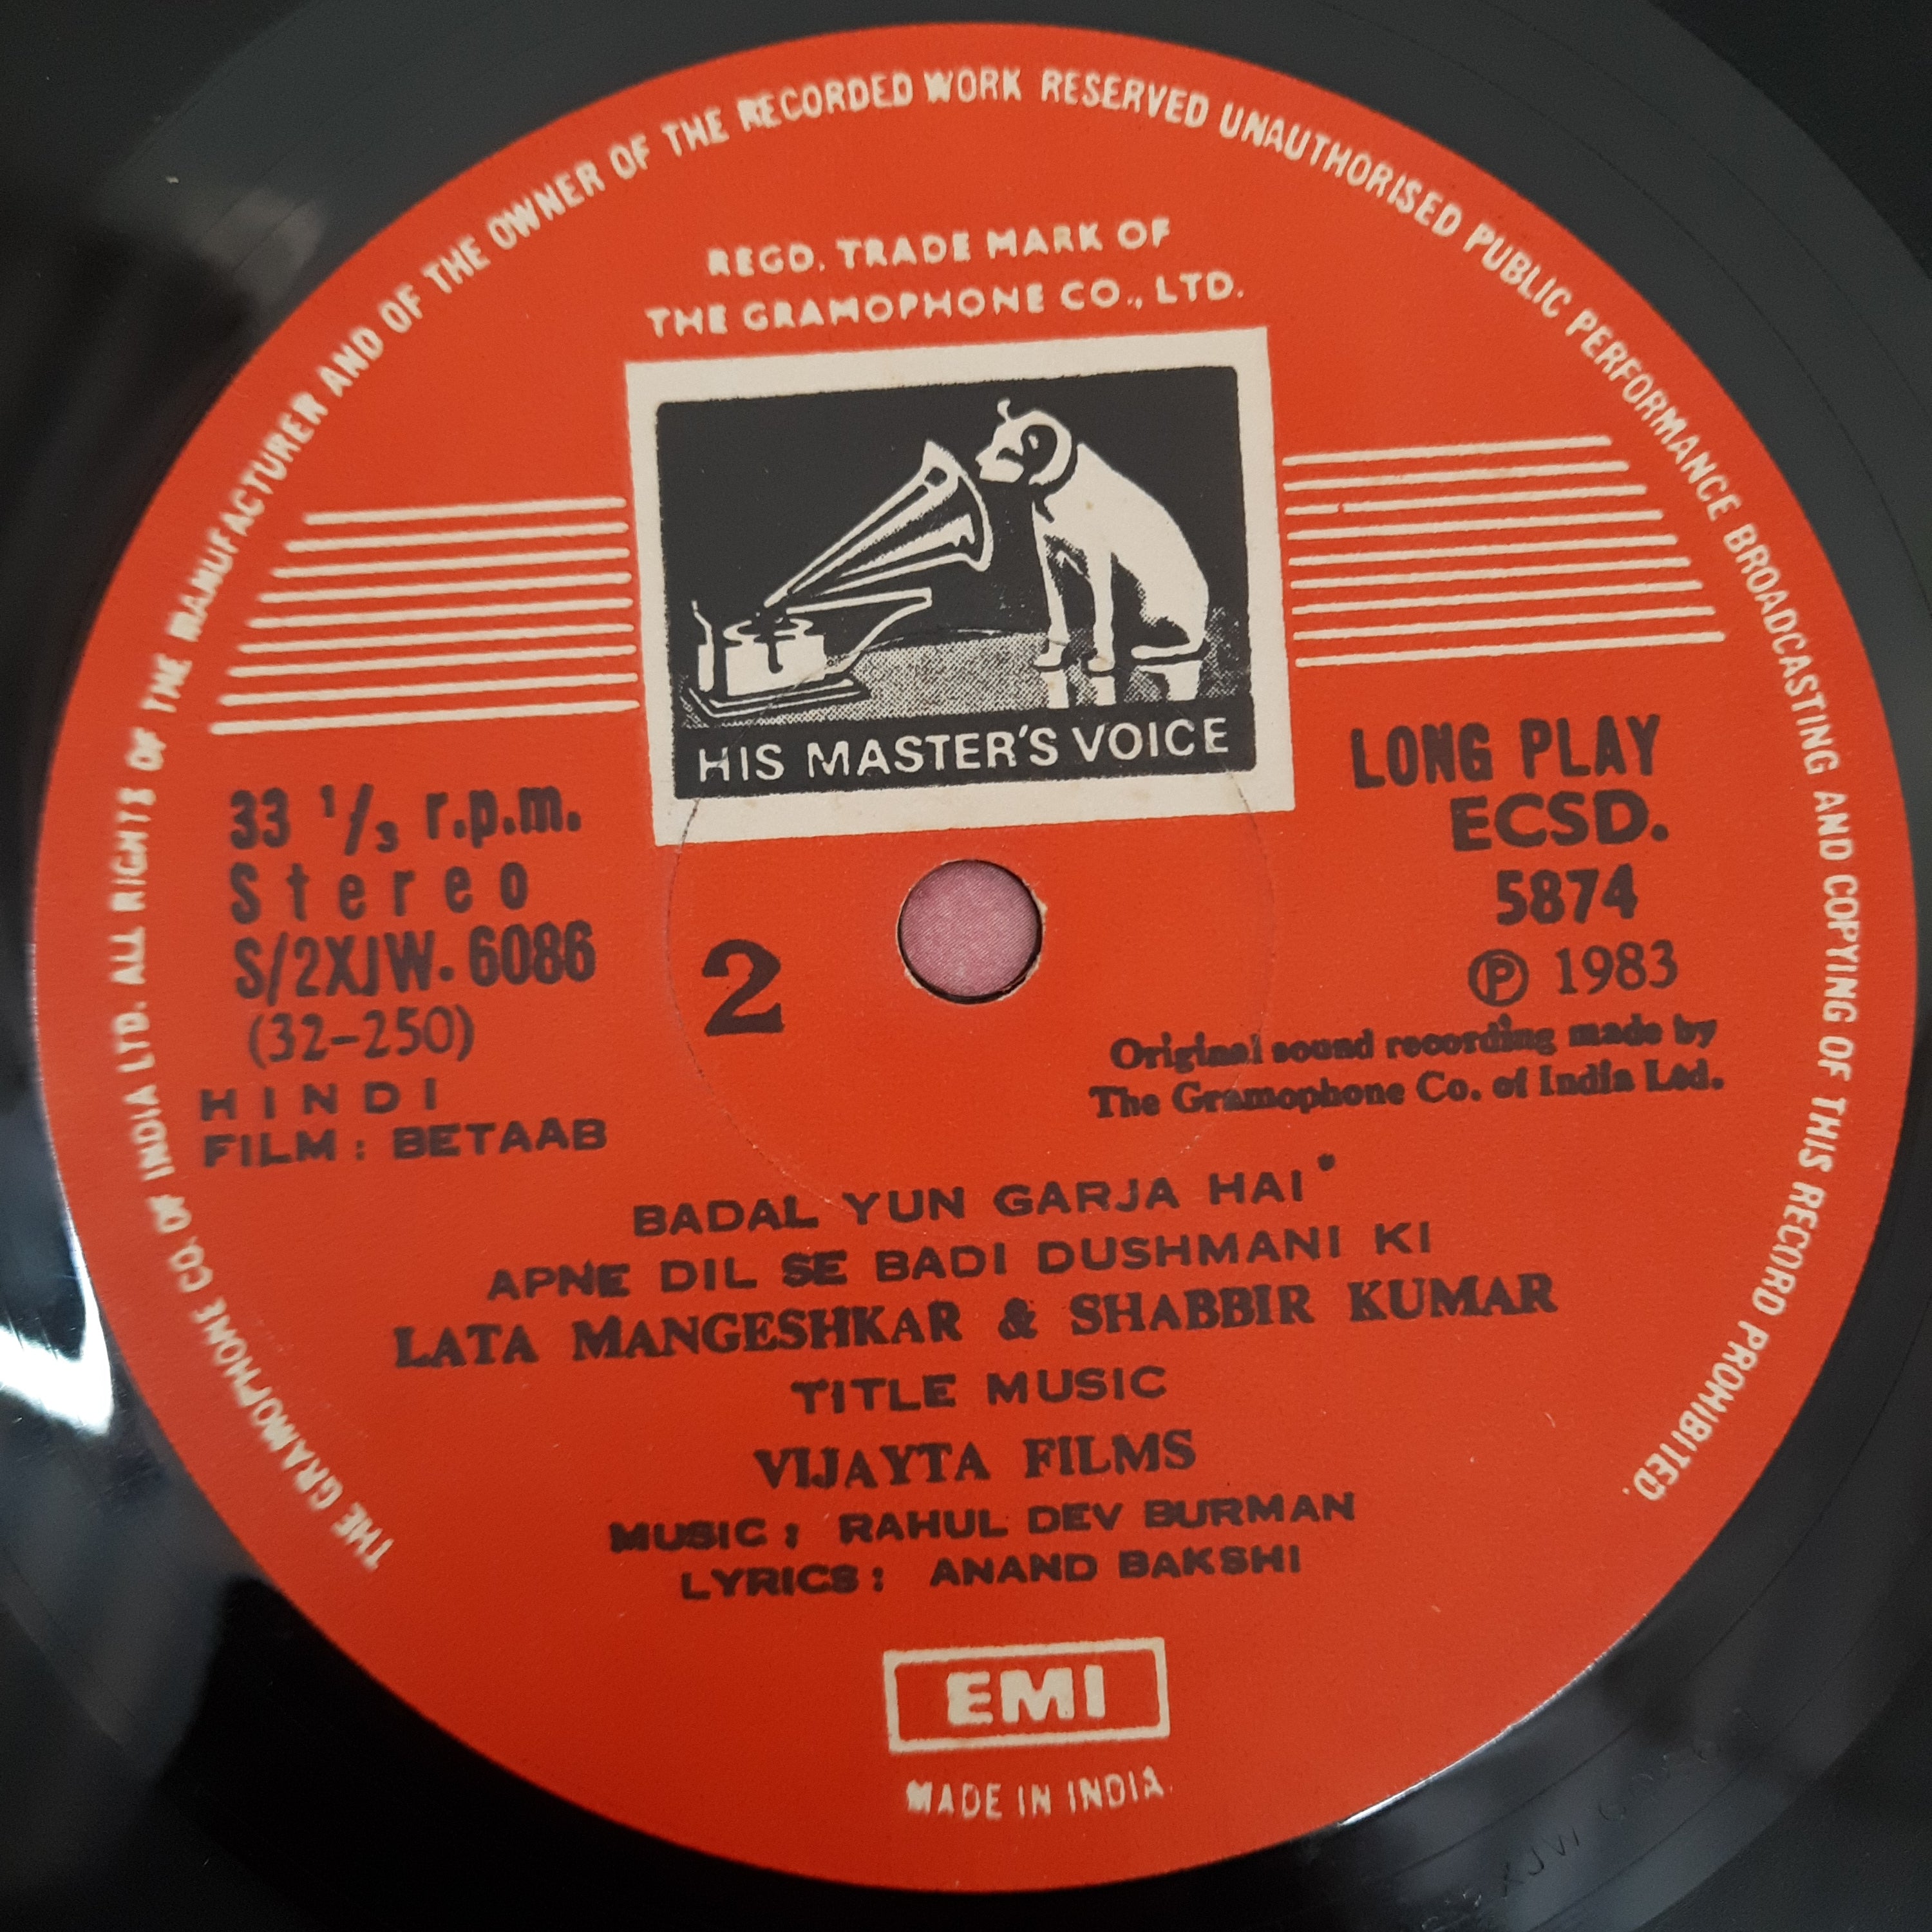 THE GRAMOPHONE CO. OF INDIA LTD. ALL RIGHTS OF THE MANUFACTURER AND OF THE OWNER OF THE RECORDED WORK RESERVED UNAUTHORISED PUBLIC PERFORMANCE BROADCASTING AND COPYING OF THIS RECORD PROHIBITED.
REGD. TRADE MARK OF
THE GRAMOPHONE CO., LTD.
HIS MASTER'S VOICE
33 1/3 r.p.m.
Stereo
S/2XJW. 6086
(32-250)
HINDI
FILM: BETAAB
2
LONG PLAY
ECSD.
5874
Ⓟ 1983
Original sound recording made by
The Gramophone Co. of India Ltd.
BADAL YUN GARJA HAI
APNE DIL SE BADI DUSHMANI KI
LATA MANGESHKAR & SHABBIR KUMAR
TITLE MUSIC
VIJAYTA FILMS
MUSIC: RAHUL DEV BURMAN
LYRICS: ANAND BAKSHI
EMI
MADE IN INDIA.